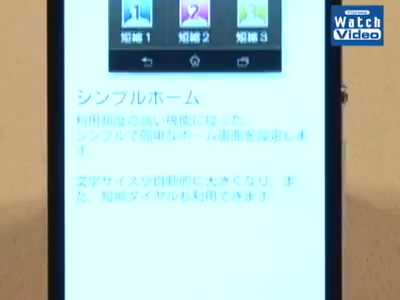 Watch
Video
1 2 3
短縮1 短縮2 短縮3
シンプルホーム
利用頻度の高い機能に絞った、
シンプルで簡単なホーム画面を設定しま
す。
文字サイズが自動的に大きくなり、ま
た、短縮ダイヤルも利用できます。